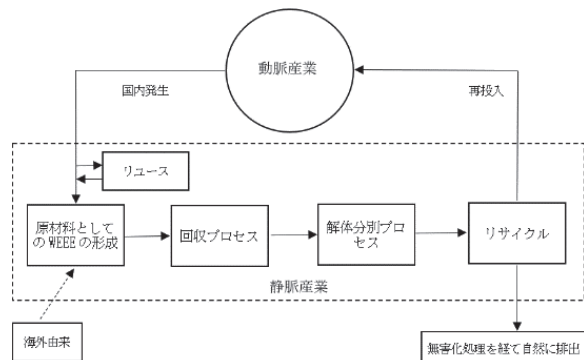 動脈産業
国内発生
再投入
リュース
原材料として
の WEEE の形成
回収プロセス
解体分別プロ
セス
リサイクル
静脈産業
海外由来
無害化処理を経て自然に排出